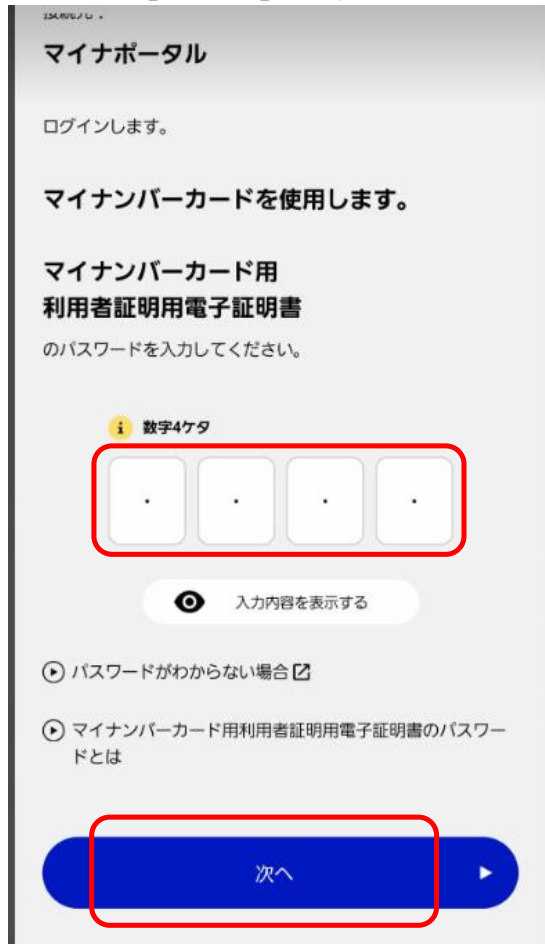 マイナポータル
ログインします。
マイナンバーカードを使用します。
マイナンバーカード用
利用者証明用電子証明書
のパスワードを入力してください。
i 数字4ケタ
入力内容を表示する
パスワードがわからない場合
マイナンバーカード用利用者証明用電子証明書のパスワー
ドとは
次へ